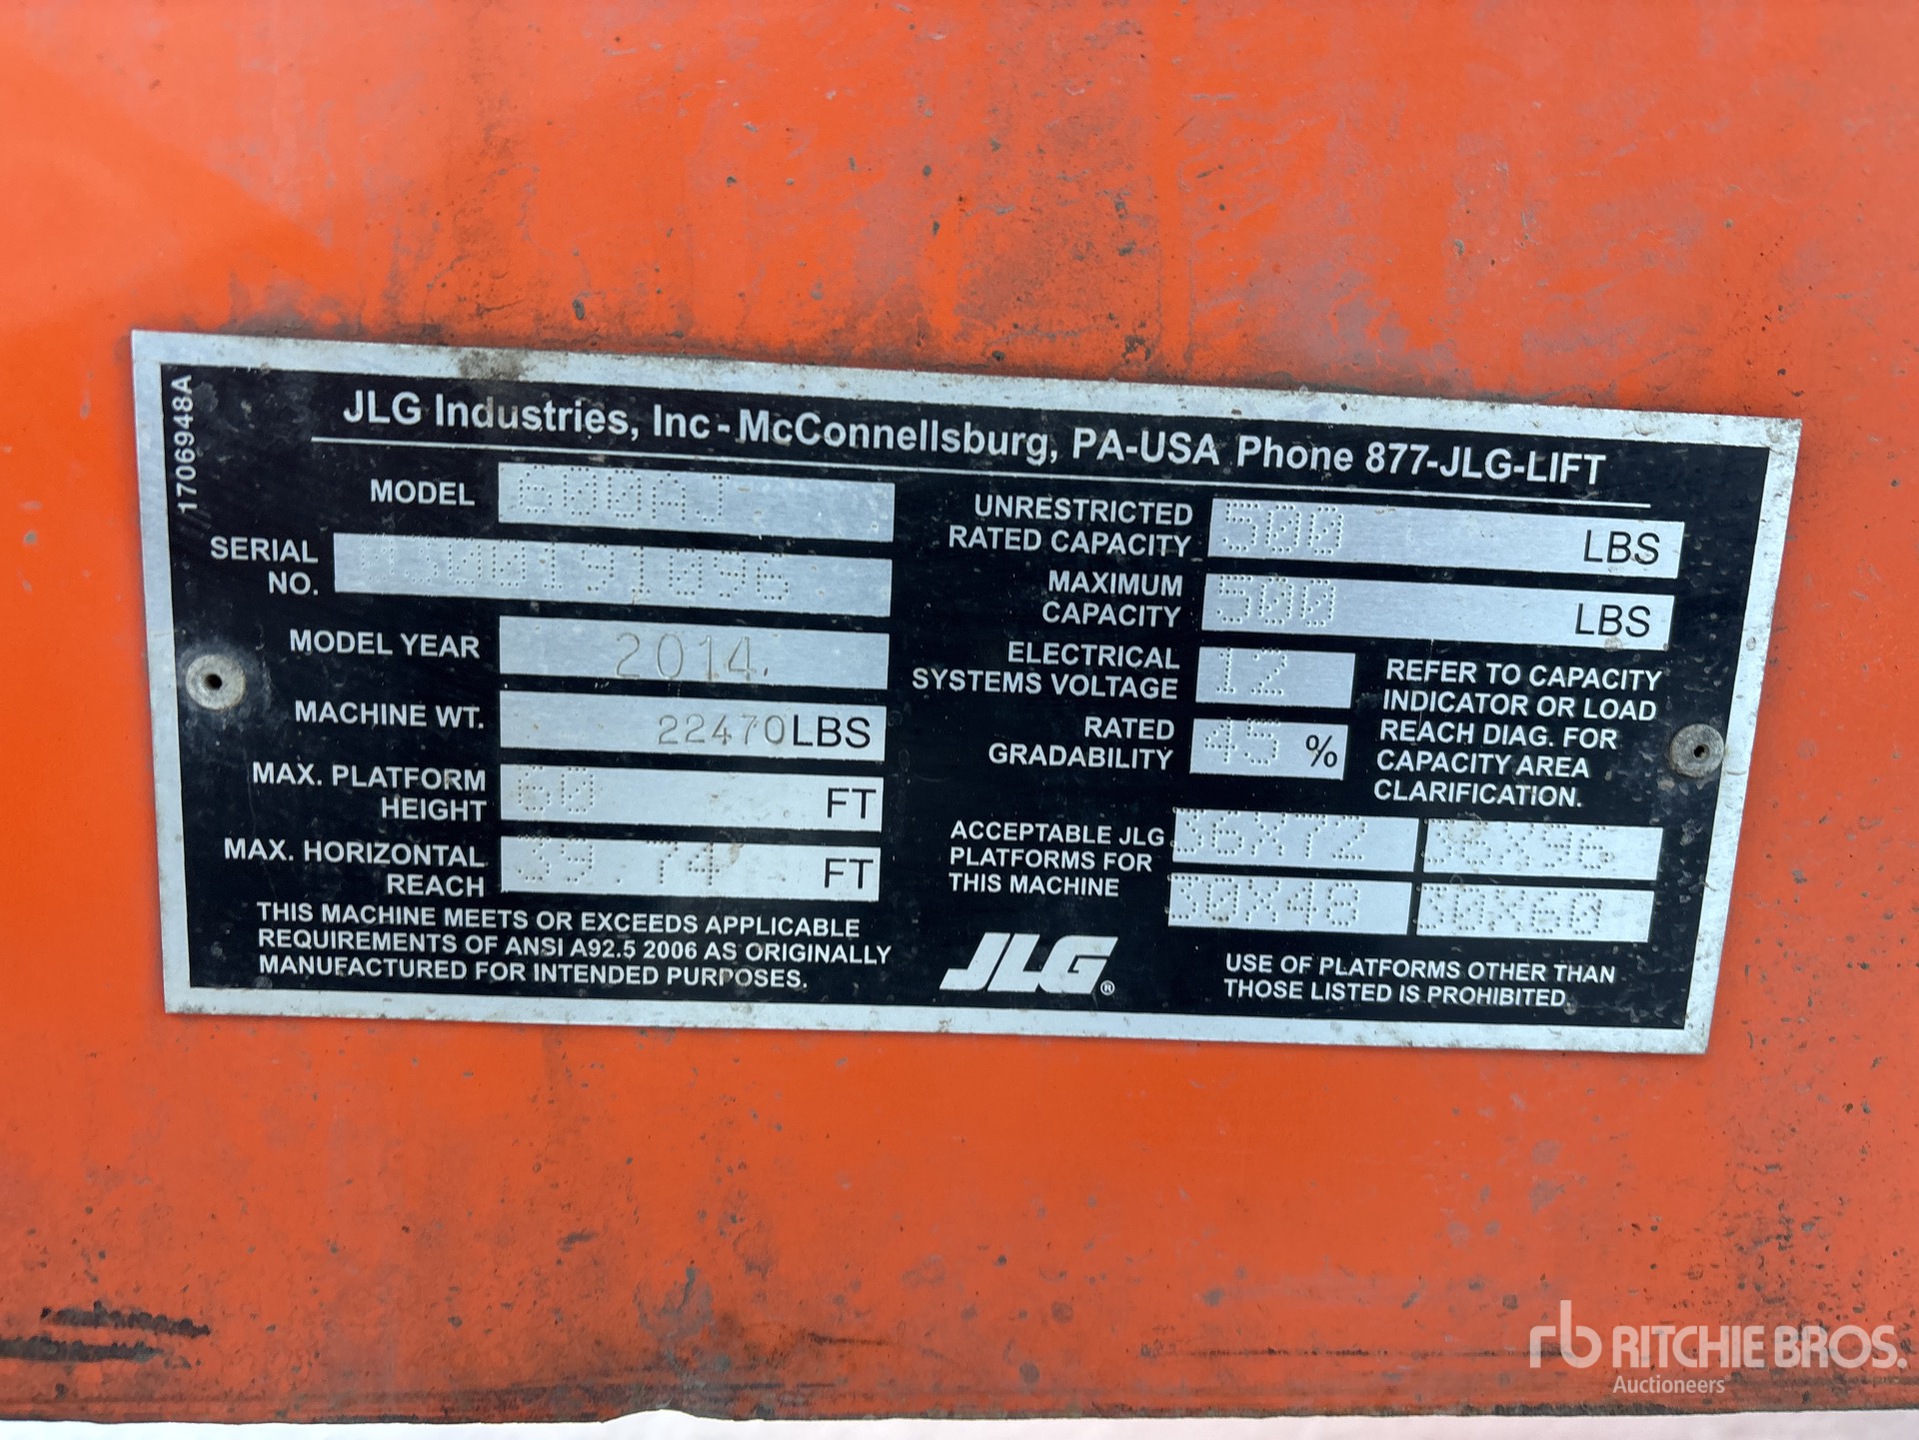 1706948A
JLG Industries, Inc - McConnellsburg, PA-USA Phone 877-JLG-LIFT
MODEL 600AJ
SERIAL NO. 0300191096
MODEL YEAR 2014
MACHINE WT. 22470 LBS
MAX. PLATFORM HEIGHT 60 FT
MAX. HORIZONTAL REACH 39.74 FT
THIS MACHINE MEETS OR EXCEEDS APPLICABLE
REQUIREMENTS OF ANSI A92.5 2006 AS ORIGINALLY
MANUFACTURED FOR INTENDED PURPOSES.
UNRESTRICTED RATED CAPACITY 500 LBS
MAXIMUM CAPACITY 500 LBS
ELECTRICAL SYSTEMS VOLTAGE 12
RATED GRADABILITY 45 %
REFER TO CAPACITY
INDICATOR OR LOAD
REACH DIAG. FOR
CAPACITY AREA
CLARIFICATION.
ACCEPTABLE JLG
PLATFORMS FOR
THIS MACHINE
36X72 36X96
30X48 30X60
JLG®
USE OF PLATFORMS OTHER THAN
THOSE LISTED IS PROHIBITED.
rb RITCHIE BROS.
Auctioneers